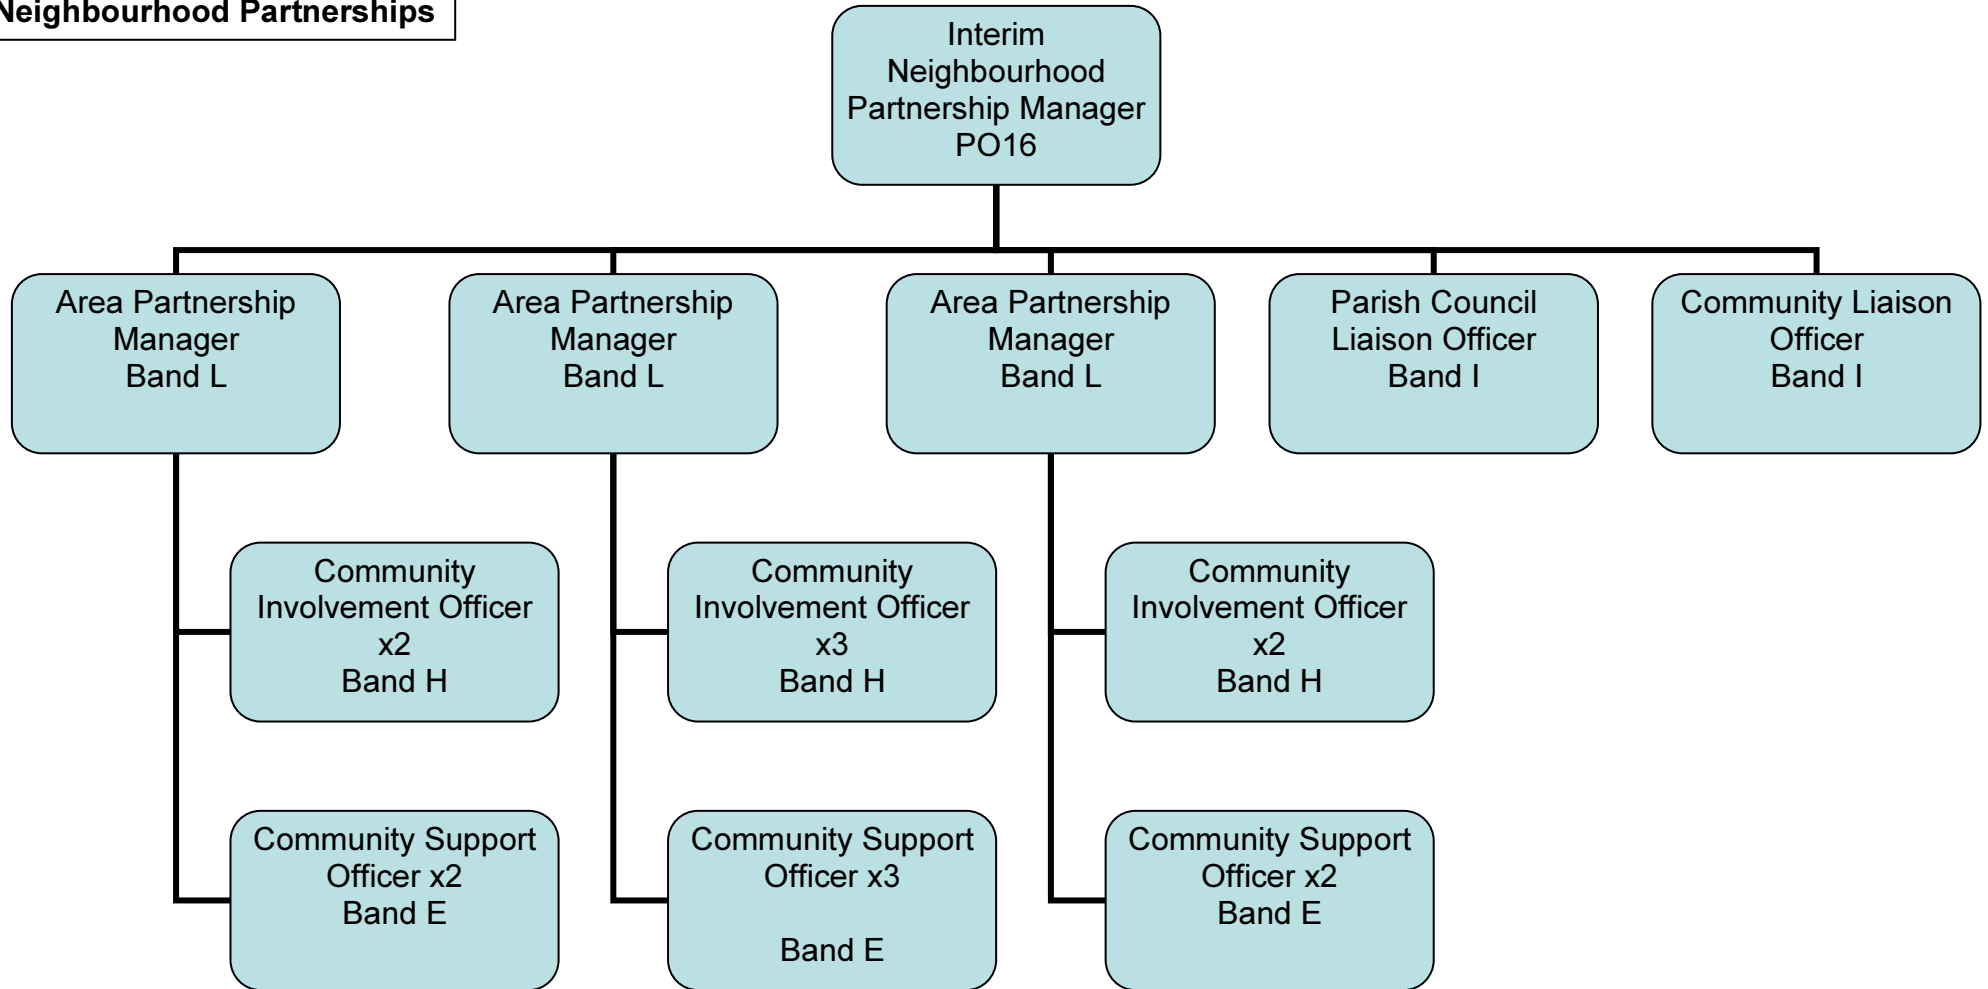 Neighbourhood Partnerships
Interim
Neighbourhood
Partnership Manager
PO16
Area Partnership
Manager
Band L
Area Partnership
Manager
Band L
Area Partnership
Manager
Band L
Parish Council
Liaison Officer
Band I
Community Liaison
Officer
Band I
Community
Involvement Officer
x2
Band H
Community
Involvement Officer
x3
Band H
Community
Involvement Officer
x2
Band H
Community Support
Officer x2
Band E
Community Support
Officer x3
Band E
Community Support
Officer x2
Band E